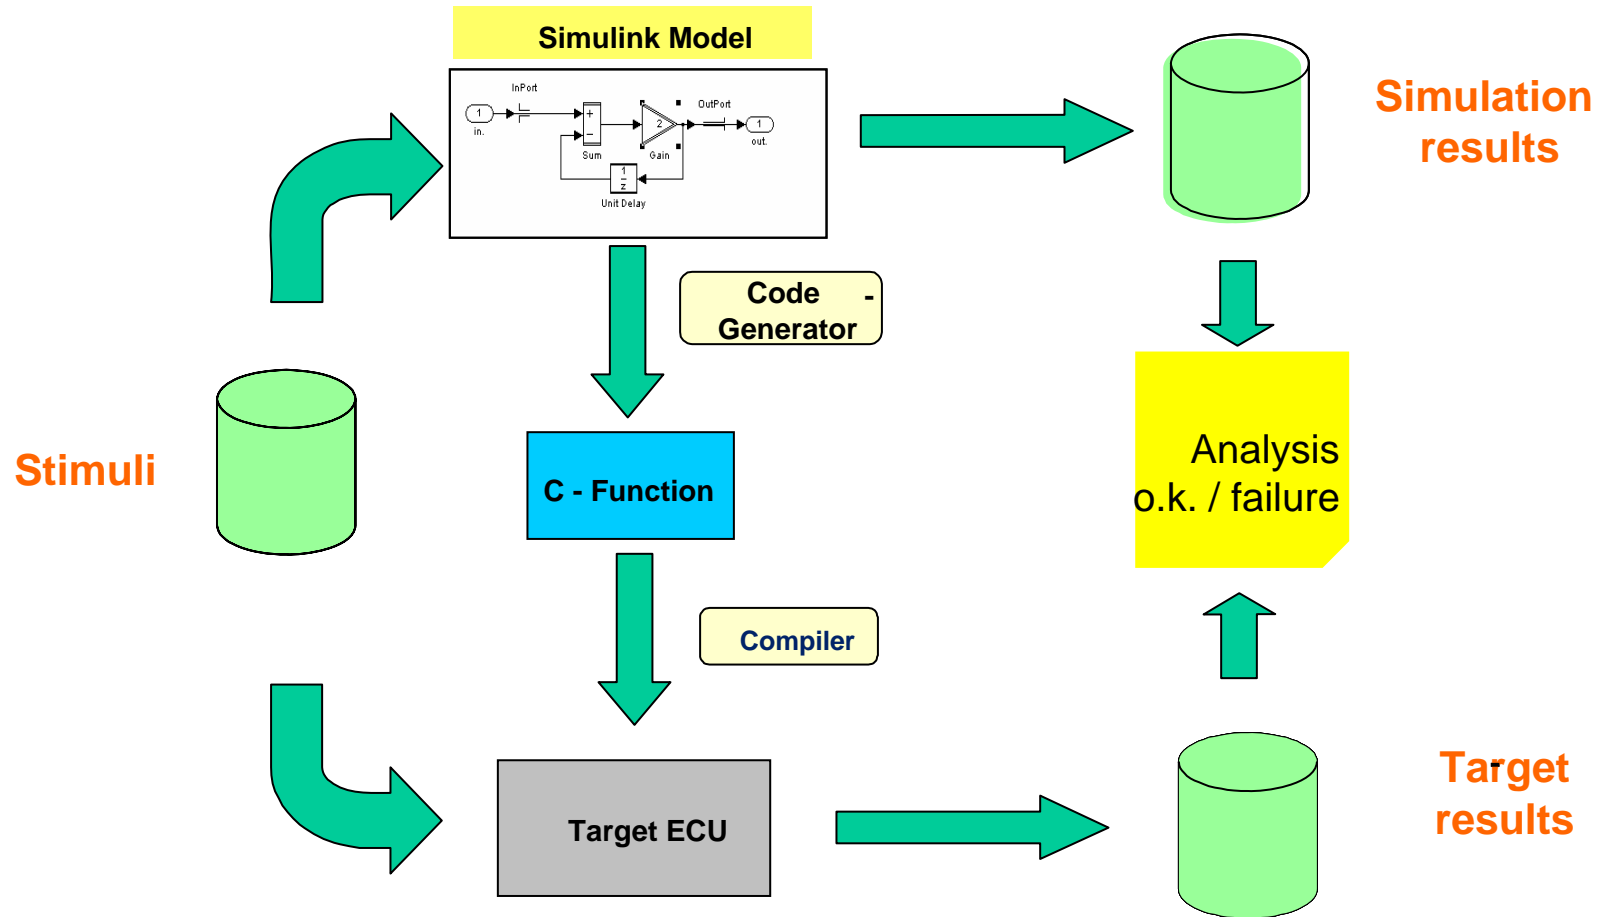 Simulink Model
InPort
OutPort
1
in.
+
−
2
1
out.
Sum
Gain
1
z
Unit Delay
Simulation
results
Code -
Generator
Stimuli
C - Function
Analysis
o.k. / failure
Compiler
Target ECU
Target
-
results